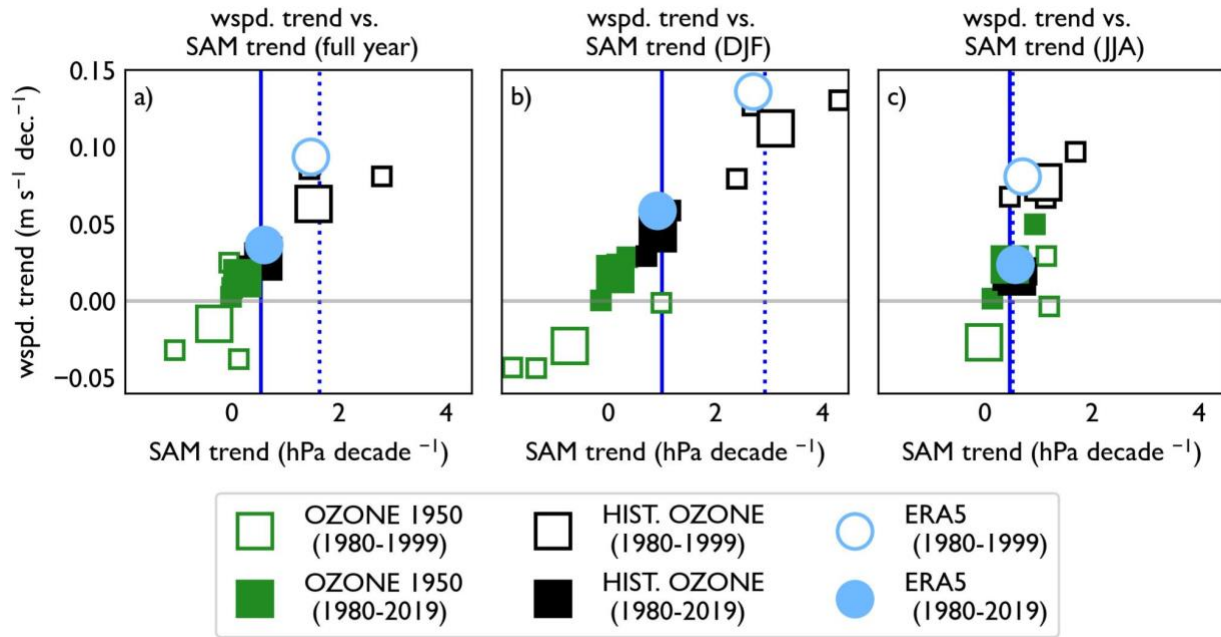 wspd. trend vs.
SAM trend (full year)
wspd. trend vs.
SAM trend (DJF)
wspd. trend vs.
SAM trend (JJA)
wspd. trend (m s⁻¹ dec.⁻¹)
0.15
0.10
0.05
0.00
−0.05
a)
b)
c)
0 2 4
0 2 4
0 2 4
SAM trend (hPa decade ⁻¹)
SAM trend (hPa decade ⁻¹)
SAM trend (hPa decade ⁻¹)
OZONE 1950
(1980-1999)
HIST. OZONE
(1980-1999)
ERA5
(1980-1999)
OZONE 1950
(1980-2019)
HIST. OZONE
(1980-2019)
ERA5
(1980-2019)